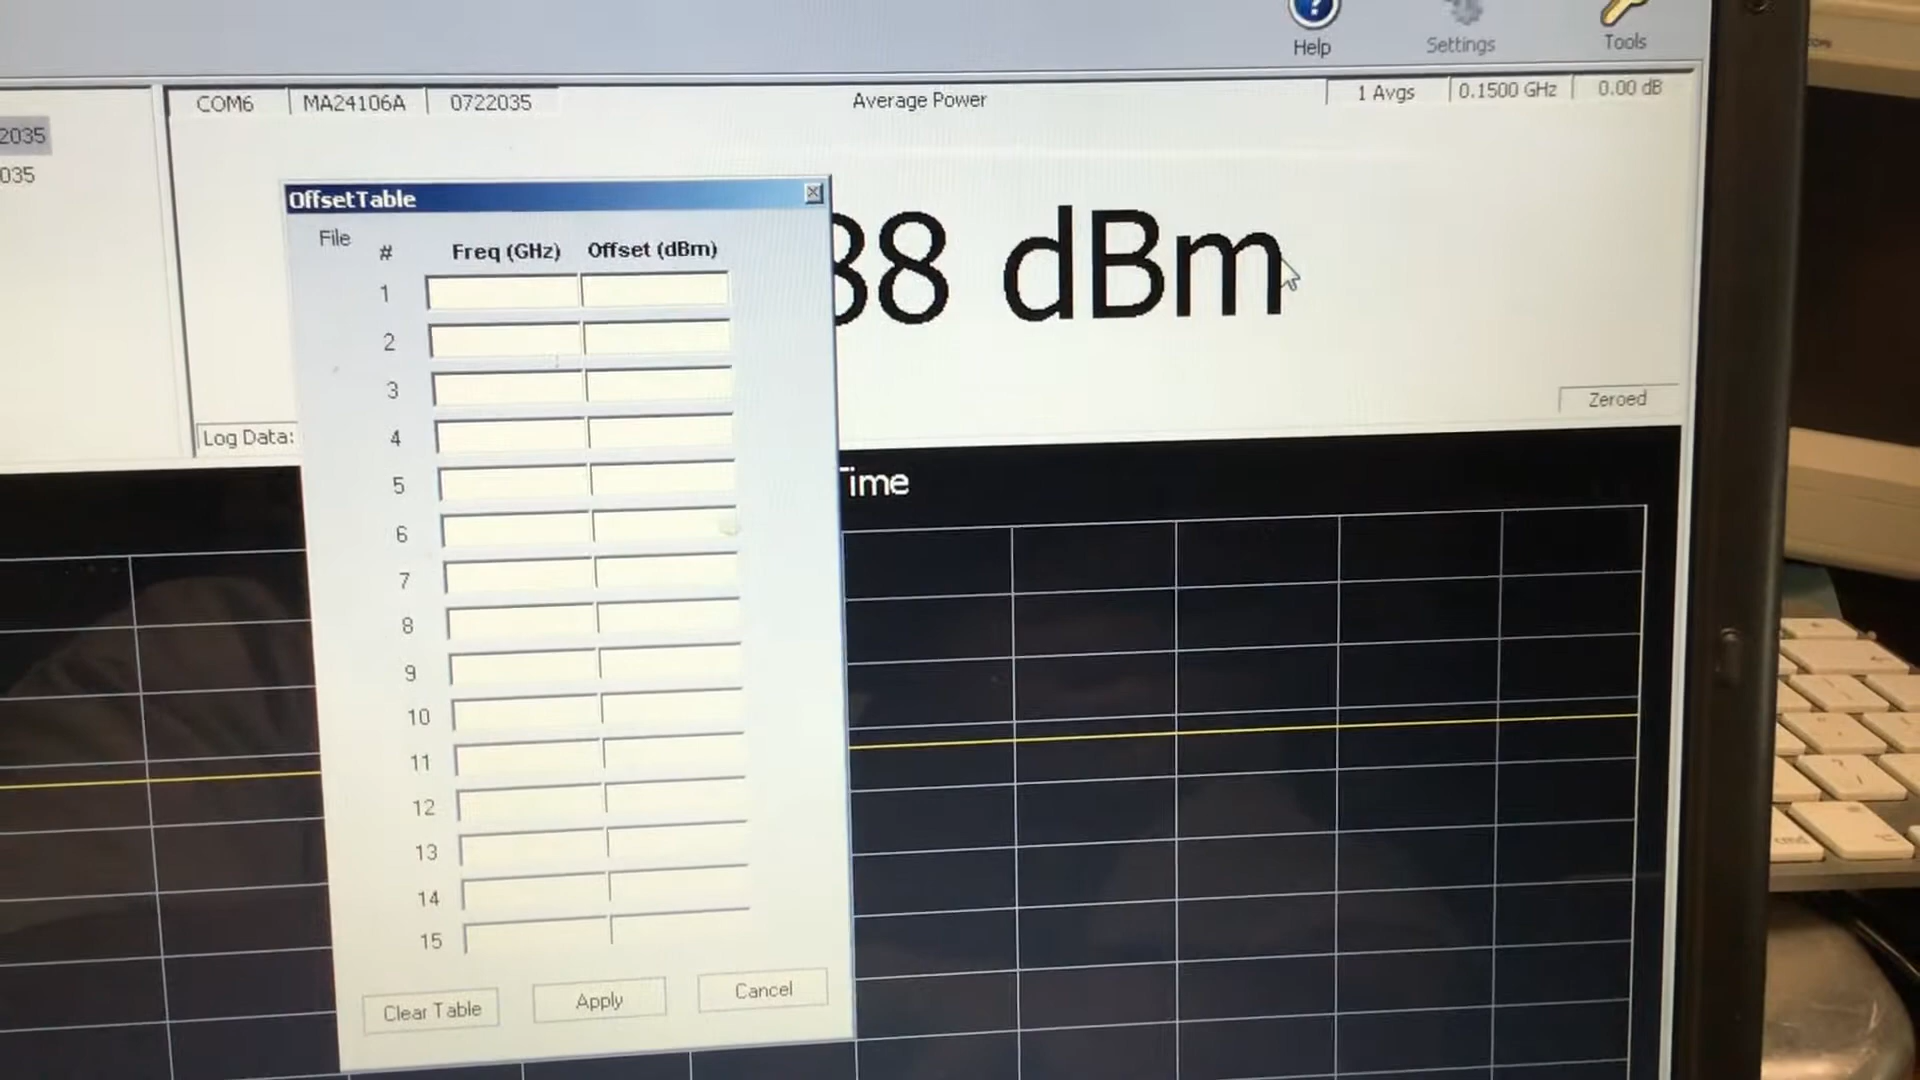 Help
Settings
Tools
2035
035
COM6 MA24106A 0722035 Average Power 1 Avgs 0.1500 GHz 0.00 dB
88 dBm
Zeroed
Log Data:
Time
OffsetTable
File # Freq (GHz) Offset (dBm)
1
2
3
4
5
6
7
8
9
10
11
12
13
14
15
Clear Table Apply Cancel